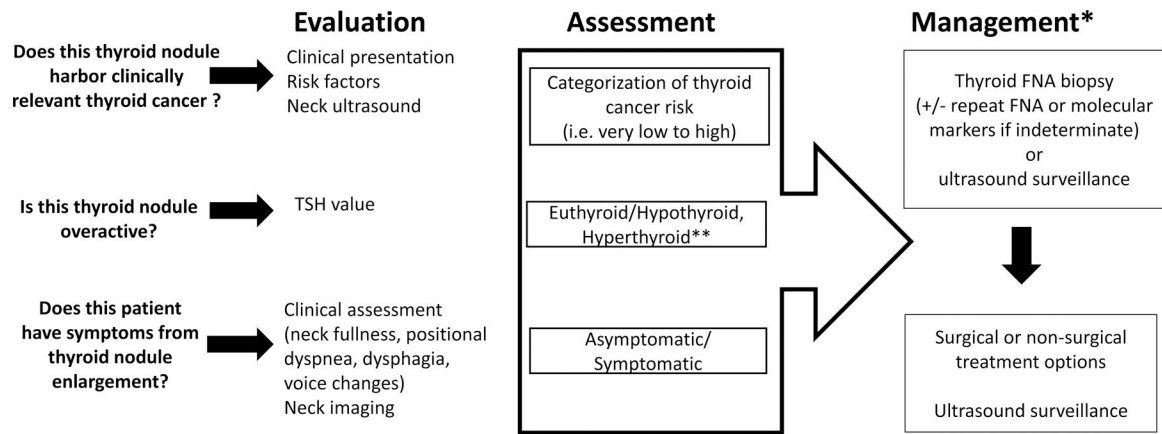 Evaluation
Assessment
Management*
Does this thyroid nodule
harbor clinically
relevant thyroid cancer ?
Clinical presentation
Risk factors
Neck ultrasound
Categorization of thyroid
cancer risk
(i.e. very low to high)
Thyroid FNA biopsy
(+/- repeat FNA or molecular
markers if indeterminate)
or
ultrasound surveillance
Is this thyroid nodule
overactive?
TSH value
Euthyroid/Hypothyroid,
Hyperthyroid**
Does this patient
have symptoms from
thyroid nodule
enlargement?
Clinical assessment
(neck fullness, positional
dyspnea, dysphagia,
voice changes)
Neck imaging
Asymptomatic/
Symptomatic
Surgical or non-surgical
treatment options
Ultrasound surveillance